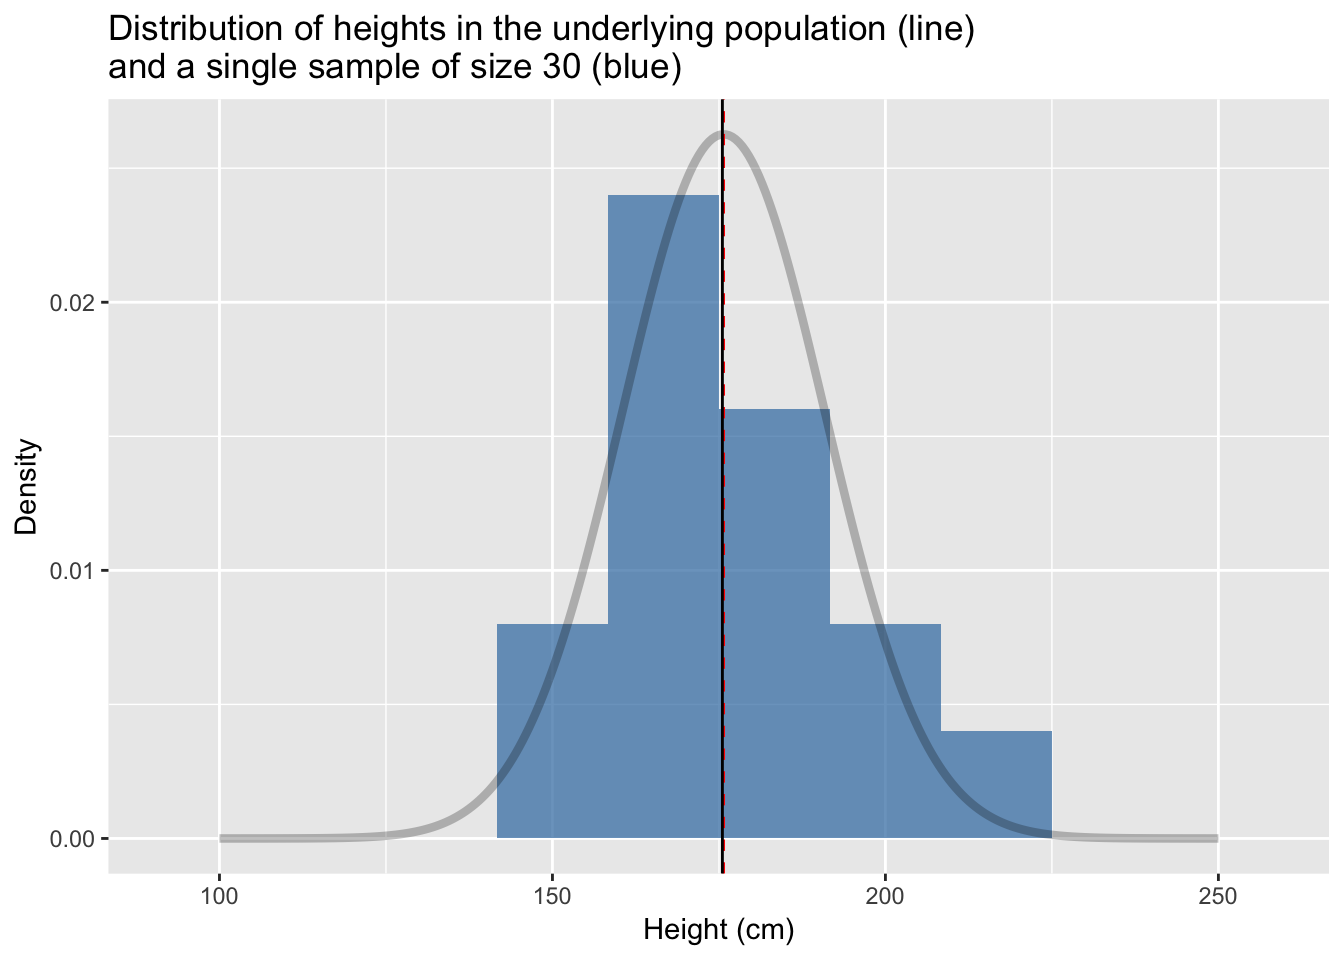 Distribution of heights in the underlying population (line)
and a single sample of size 30 (blue)
Density
0.02
0.01
0.00
100
150
200
250
Height (cm)